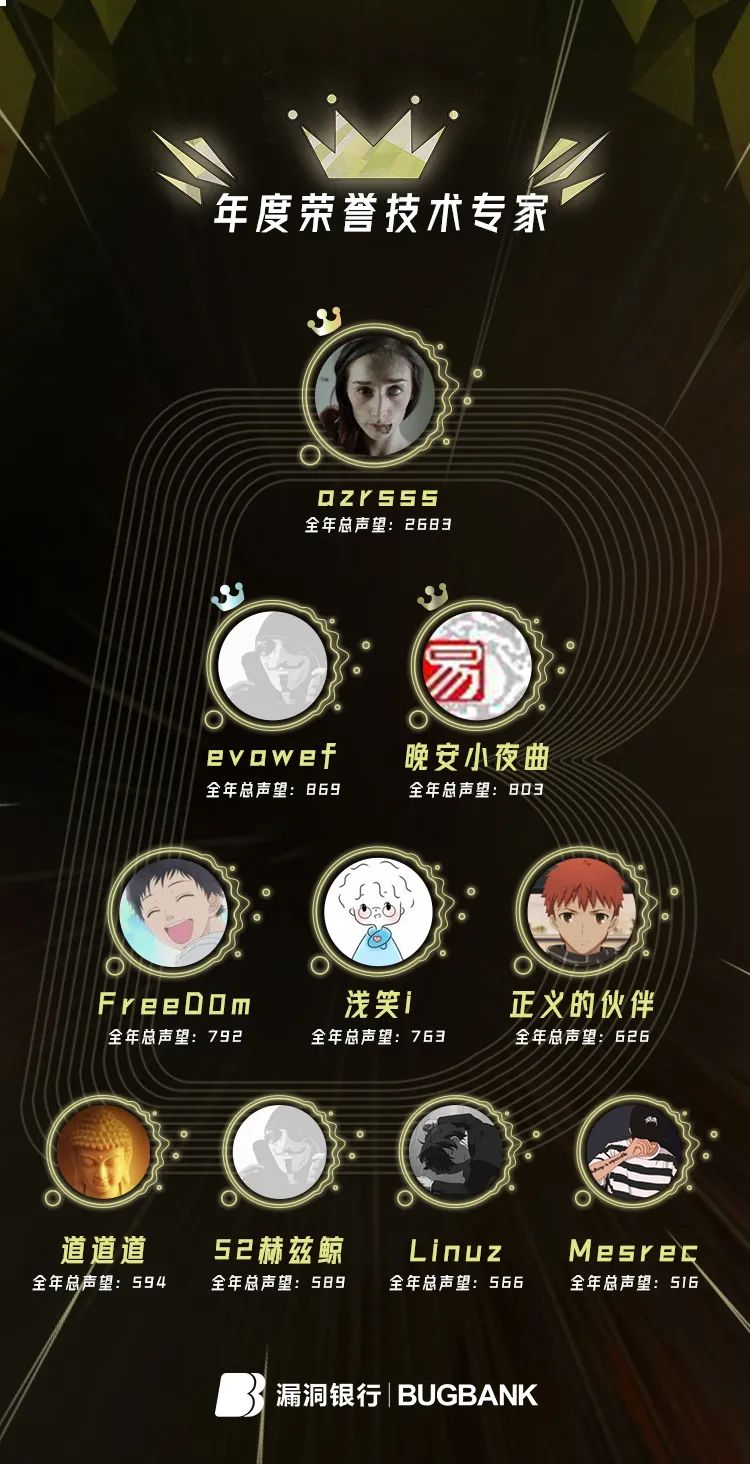 年度荣誉技术专家
azrsss
全年总声望: 2683
evowef 晚安小夜曲
全年总声望: 869 全年总声望: 803
易
FreeD0m 浅笑i 正义的伙伴
全年总声望: 792 全年总声望: 763 全年总声望: 626
道道道 52赫兹鲸 Linuz Mesrec
全年总声望: 594 全年总声望: 589 全年总声望: 566 全年总声望: 516
漏洞银行 | BUGBANK